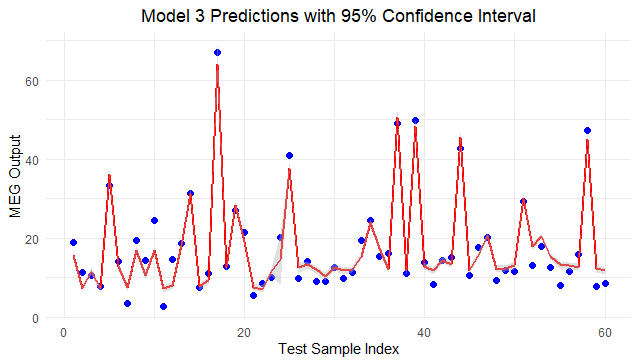 Model 3 Predictions with 95% Confidence Interval
MEG Output
60
40
20
0
0 20 40 60
Test Sample Index